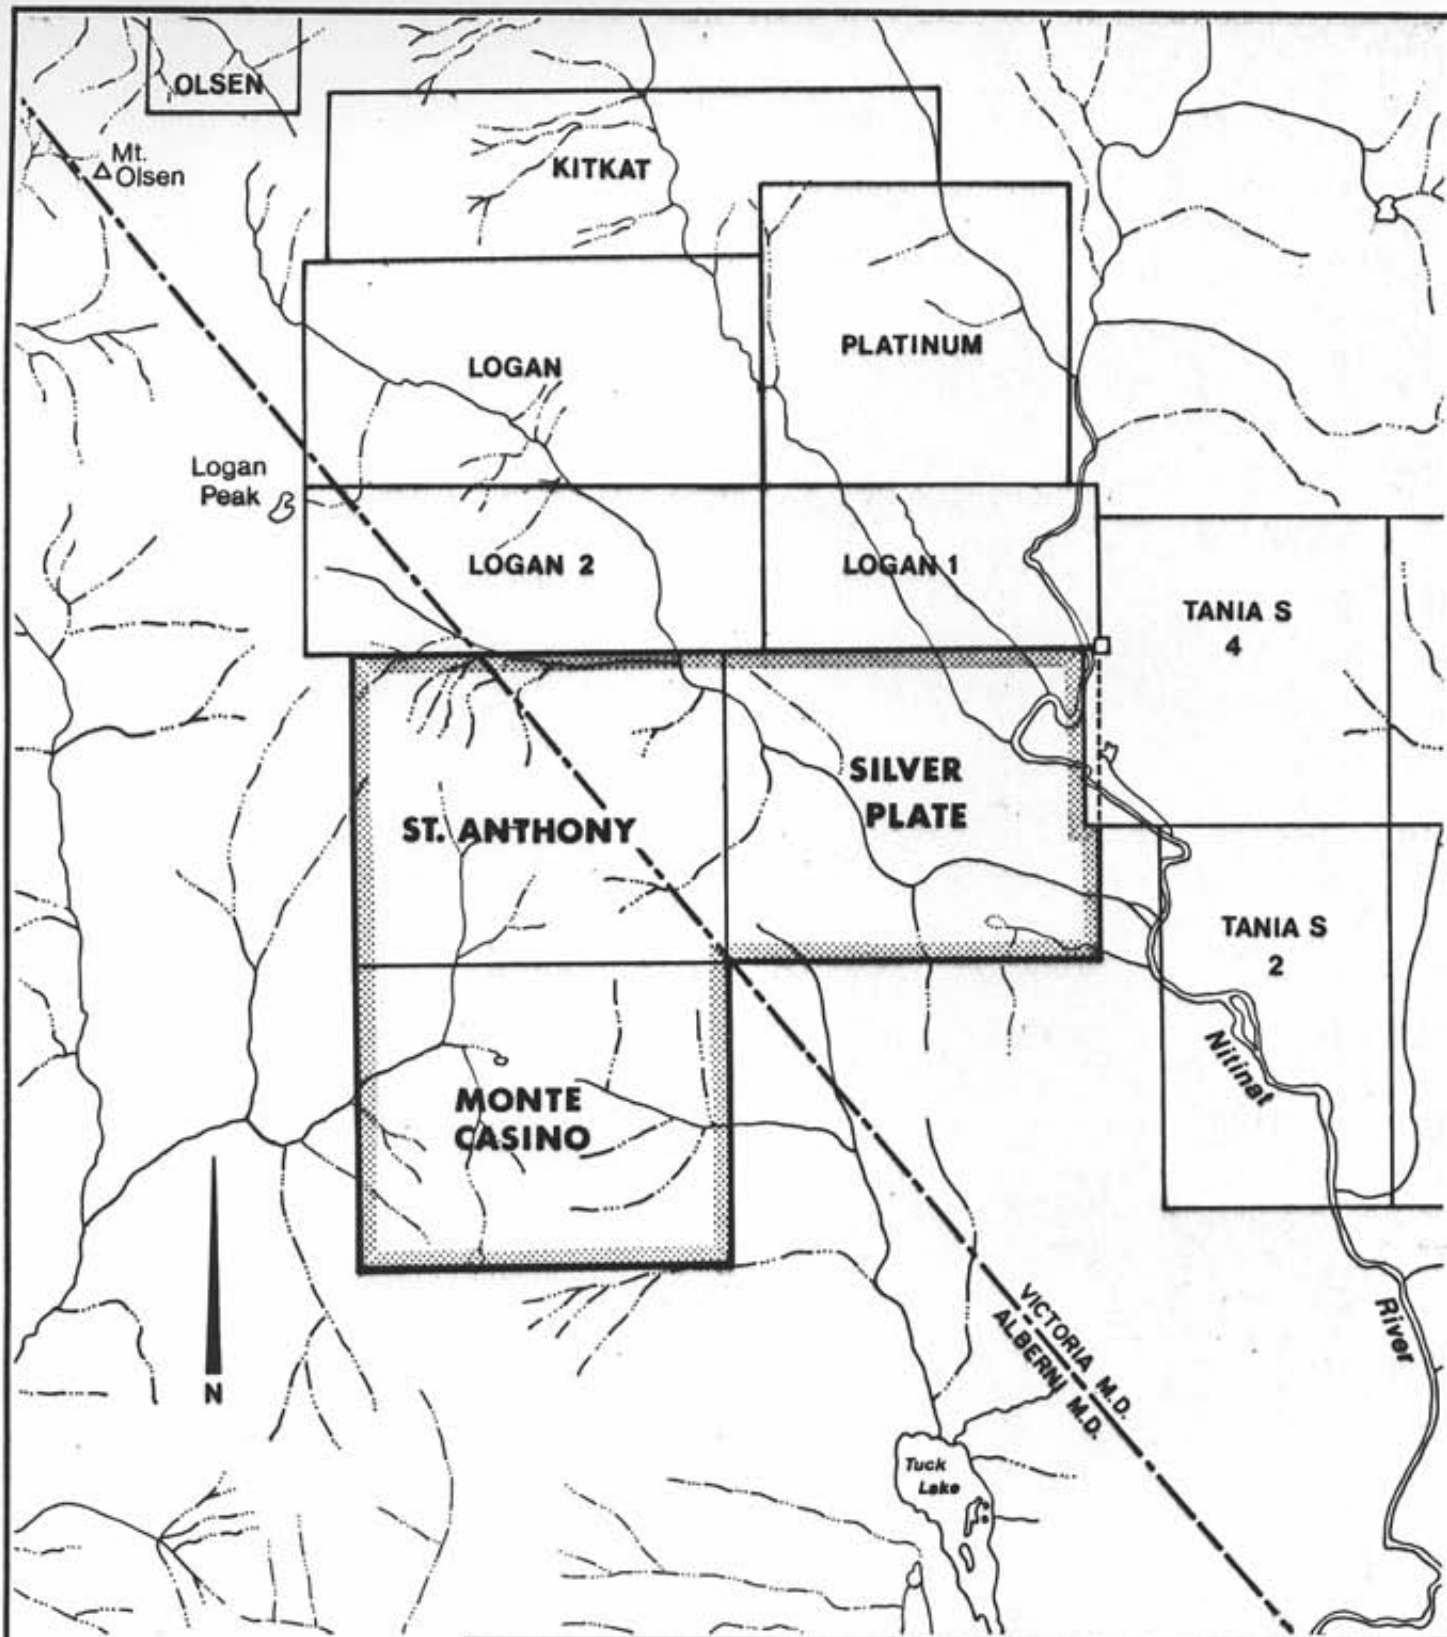 OLSEN
Mt.
Olsen
KITKAT
PLATINUM
LOGAN
Logan
Peak
LOGAN 2
LOGAN 1
TANIA S
4
SILVER
PLATE
ST. ANTHONY
TANIA S
2
Nitinat
MONTE
CASINO
River
VICTORIA M.D.
ALBERNI M.D.
N
Tuck
Lake